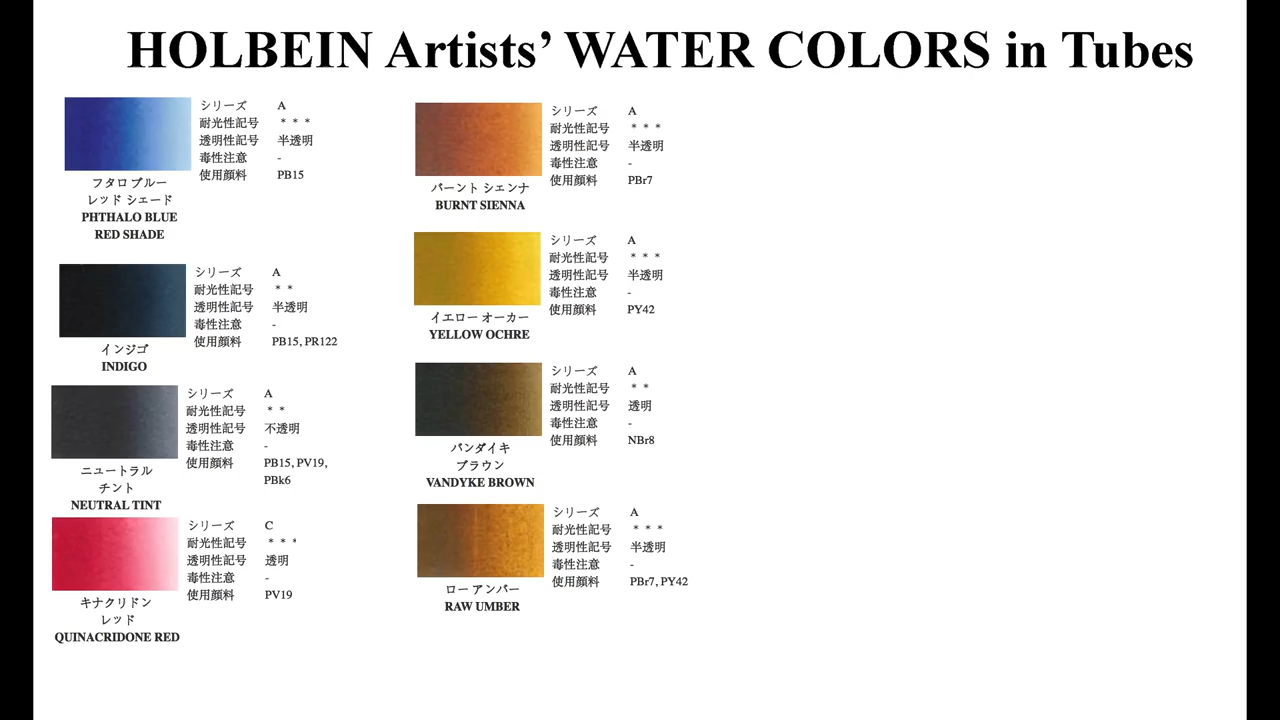 HOLBEIN Artists' WATER COLORS in Tubes
シリーズ A
耐光性記号 ＊＊＊
透明性記号 半透明
毒性注意 -
使用顔料 PB15
フタロ ブルー
レッド シェード
PHTHALO BLUE
RED SHADE
シリーズ A
耐光性記号 ＊＊
透明性記号 半透明
毒性注意 -
使用顔料 PB15, PR122
インジゴ
INDIGO
シリーズ A
耐光性記号 ＊＊
透明性記号 不透明
毒性注意 -
使用顔料 PB15, PV19,
PBk6
ニュートラル
チント
NEUTRAL TINT
シリーズ C
耐光性記号 ＊＊＊
透明性記号 透明
毒性注意 -
使用顔料 PV19
キナクリドン
レッド
QUINACRIDONE RED
シリーズ A
耐光性記号 ＊＊＊
透明性記号 半透明
毒性注意 -
使用顔料 PBr7
バーント シェンナ
BURNT SIENNA
シリーズ A
耐光性記号 ＊＊＊
透明性記号 半透明
毒性注意 -
使用顔料 PY42
イエロー オーカー
YELLOW OCHRE
シリーズ A
耐光性記号 ＊＊
透明性記号 透明
毒性注意 -
使用顔料 NBr8
バンダイキ
ブラウン
VANDYKE BROWN
シリーズ A
耐光性記号 ＊＊＊
透明性記号 半透明
毒性注意 -
使用顔料 PBr7, PY42
ロー アンバー
RAW UMBER